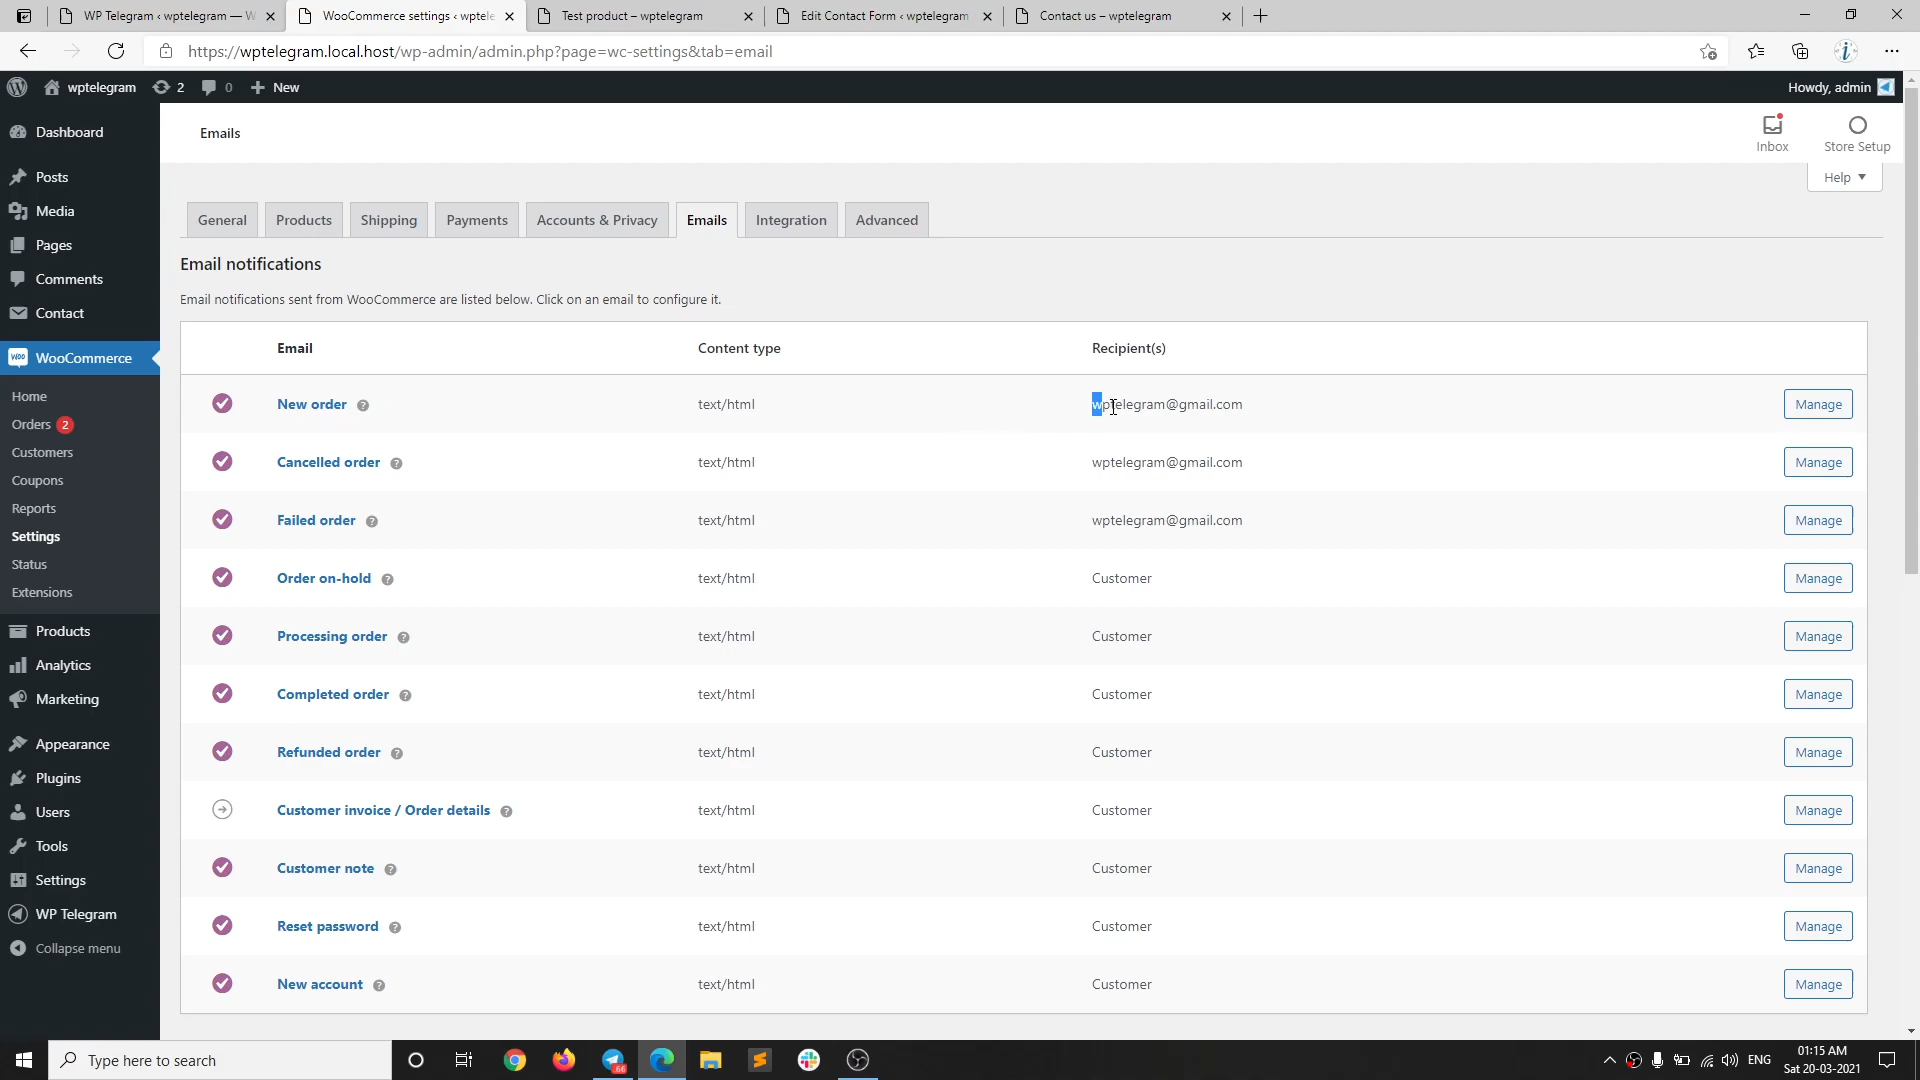 WP Telegram ‹ wptelegram — W
WooCommerce settings ‹ wptele
Test product – wptelegram
Edit Contact Form ‹ wptelegram
Contact us – wptelegram
https://wptelegram.local.host/wp-admin/admin.php?page=wc-settings&tab=email
wptelegram 2 0 New Howdy, admin
Dashboard
Posts
Media
Pages
Comments
Contact
WooCommerce
Home
Orders 2
Customers
Coupons
Reports
Settings
Status
Extensions
Products
Analytics
Marketing
Appearance
Plugins
Users
Tools
Settings
WP Telegram
Collapse menu
Emails
Inbox
Store Setup
Help
General Products Shipping Payments Accounts & Privacy Emails Integration Advanced
Email notifications
Email notifications sent from WooCommerce are listed below. Click on an email to configure it.
Email Content type Recipient(s)
New order text/html wptelegram@gmail.com Manage
Cancelled order text/html wptelegram@gmail.com Manage
Failed order text/html wptelegram@gmail.com Manage
Order on-hold text/html Customer Manage
Processing order text/html Customer Manage
Completed order text/html Customer Manage
Refunded order text/html Customer Manage
Customer invoice / Order details text/html Customer Manage
Customer note text/html Customer Manage
Reset password text/html Customer Manage
New account text/html Customer Manage
Type here to search
66
ENG
01:15 AM
Sat 20-03-2021